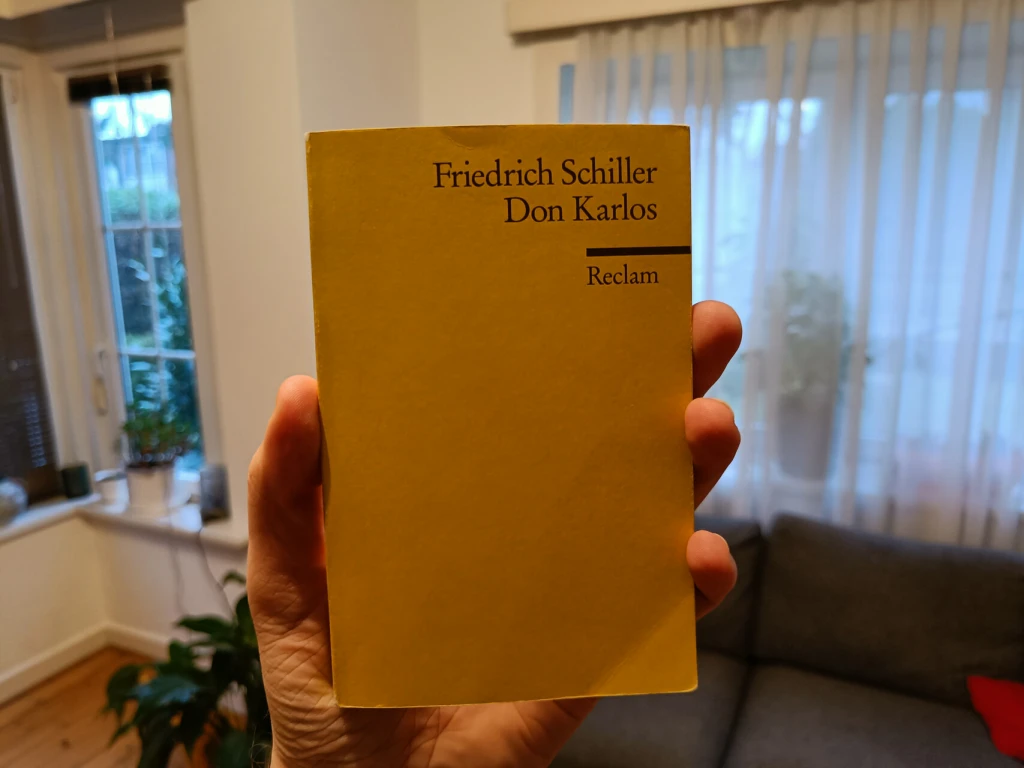 Friedrich Schiller
Don Karlos
Reclam